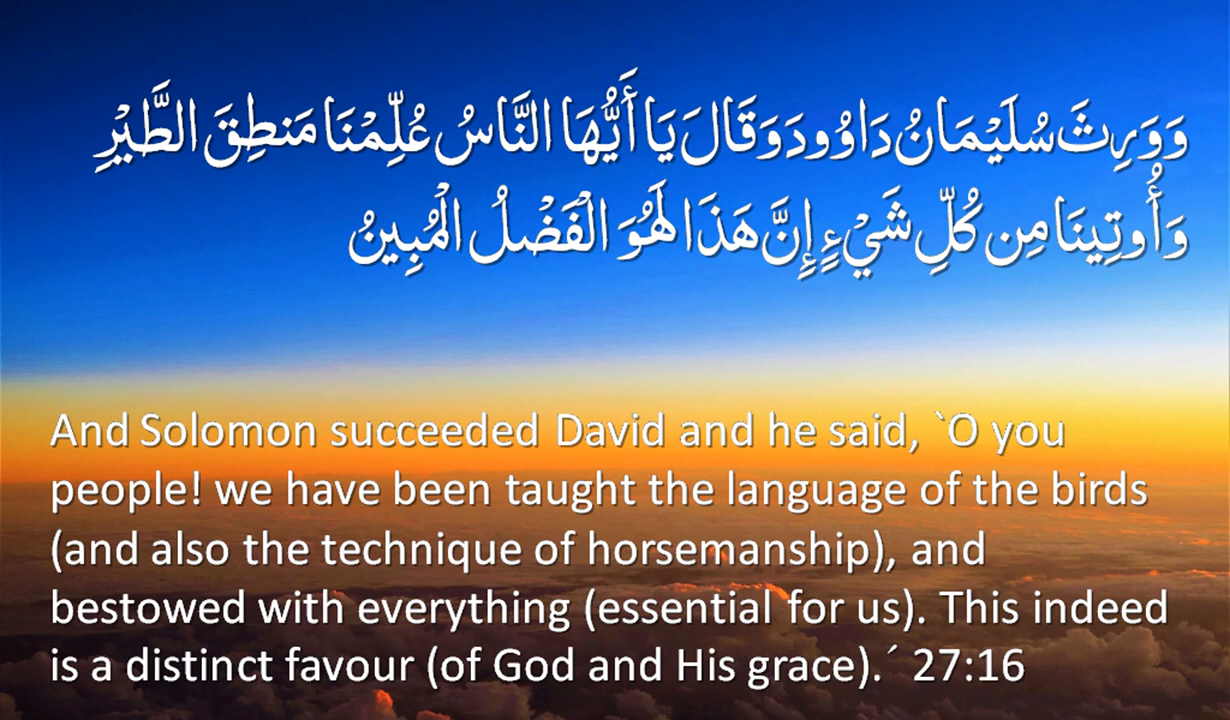 وَوَرِثَ سُلَيْمَانُ دَاوُودَ وَقَالَ يَا أَيُّهَا النَّاسُ عُلِّمْنَا مَنطِقَ الطَّيْرِ
وَأُوتِينَا مِن كُلِّ شَيْءٍ إِنَّ هَذَا لَهُوَ الْفَضْلُ الْمُبِينُ
And Solomon succeeded David and he said, `O you
people! we have been taught the language of the birds
(and also the technique of horsemanship), and
bestowed with everything (essential for us). This indeed
is a distinct favour (of God and His grace).´ 27:16